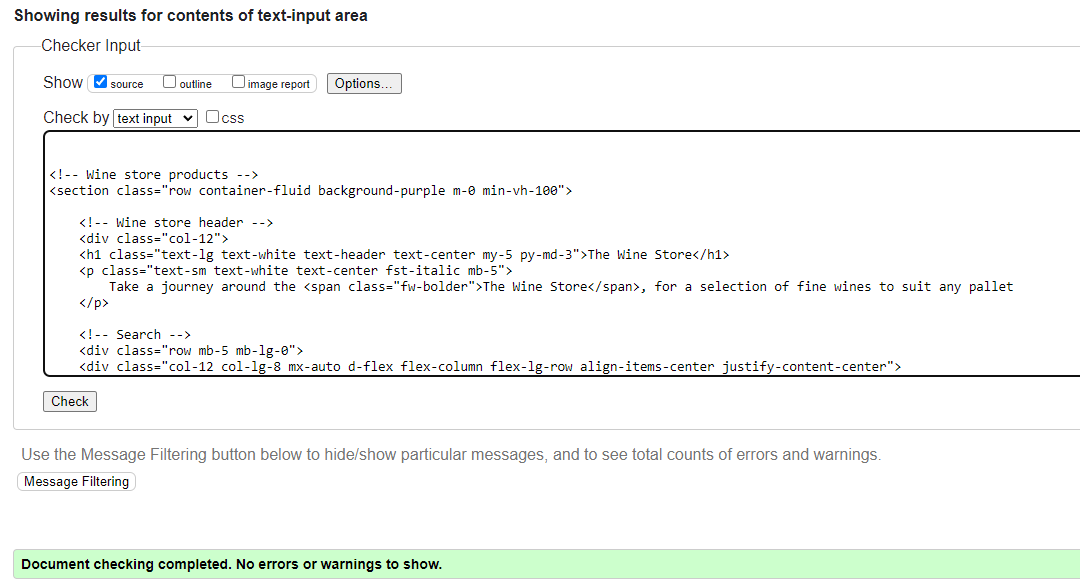 Showing results for contents of text-input area
Checker Input
Show source outline image report Options...
Check by text input css
<!-- Wine store products -->
<section class="row container-fluid background-purple m-0 min-vh-100">
<!-- Wine store header -->
<div class="col-12">
<h1 class="text-lg text-white text-header text-center my-5 py-md-3">The Wine Store</h1>
<p class="text-sm text-white text-center fst-italic mb-5">
Take a journey around the <span class="fw-bolder">The Wine Store</span>, for a selection of fine wines to suit any pallet
</p>
<!-- Search -->
<div class="row mb-5 mb-lg-0">
<div class="col-12 col-lg-8 mx-auto d-flex flex-column flex-lg-row align-items-center justify-content-center">
Check
Use the Message Filtering button below to hide/show particular messages, and to see total counts of errors and warnings.
Message Filtering
Document checking completed. No errors or warnings to show.